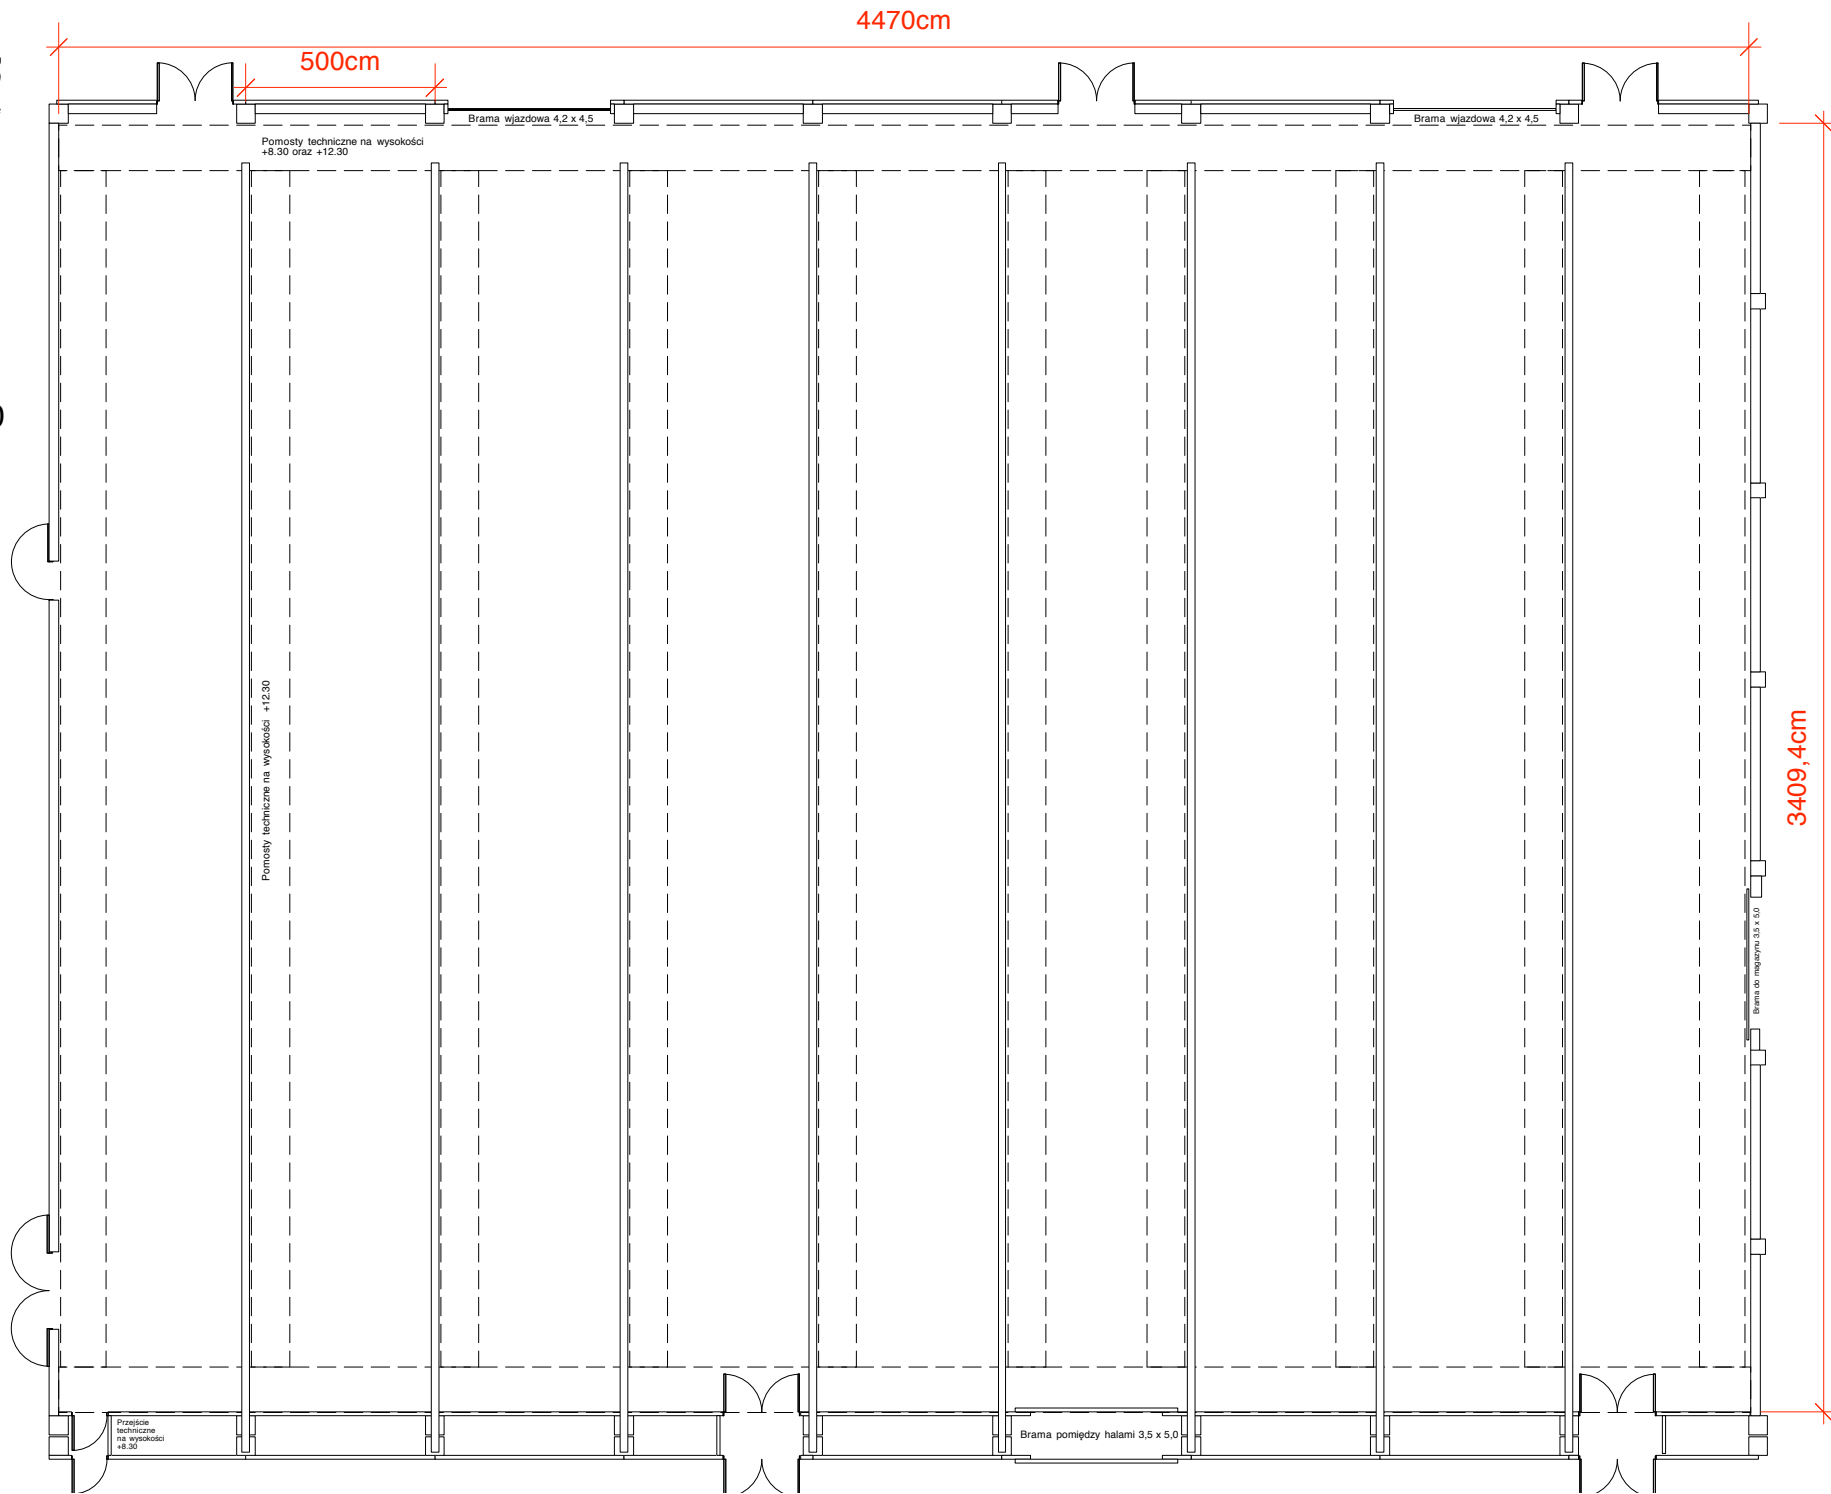 4470cm
500cm
Brama wjazdowa 4,2 x 4,5
Brama wjazdowa 4,2 x 4,5
Pomosty techniczne na wysokości
+8.30 oraz +12.30
Pomosty techniczne na wysokości +12.30
3409,4cm
Brama do magazynu 3,5 x 5,0
Przejście
techniczne
na wysokości
+8.30
Brama pomiędzy halami 3,5 x 5,0